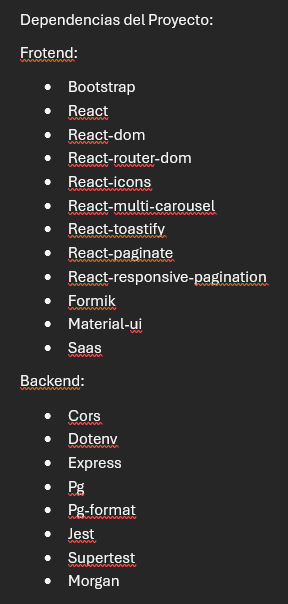 Dependencias del Proyecto:
Frotend:
• Bootstrap
• React
• React-dom
• React-router-dom
• React-icons
• React-multi-carousel
• React-toastify
• React-paginate
• React-responsive-pagination
• Formik
• Material-ui
• Saas
Backend:
• Cors
• Dotenv
• Express
• Pg
• Pg-format
• Jest
• Supertest
• Morgan